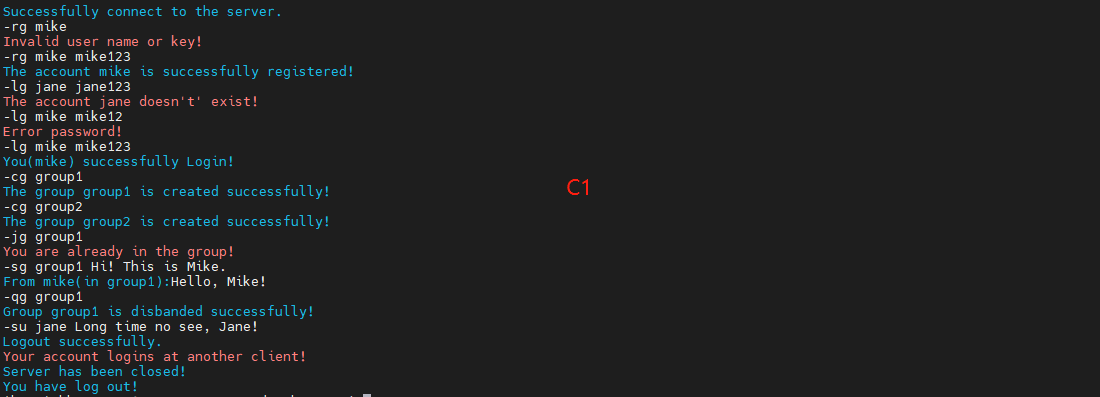 Successfully connect to the server.
-rg mike
Invalid user name or key!
-rg mike mike123
The account mike is successfully registered!
-lg jane jane123
The account jane doesn't' exist!
-lg mike mike12
Error password!
-lg mike mike123
You(mike) successfully Login!
-cg group1
The group group1 is created successfully!
-cg group2
The group group2 is created successfully!
-jg group1
You are already in the group!
-sg group1 Hi! This is Mike.
From mike(in group1):Hello, Mike!
-qg group1
Group group1 is disbanded successfully!
-su jane Long time no see, Jane!
Logout successfully.
Your account logins at another client!
Server has been closed!
You have log out!
C1